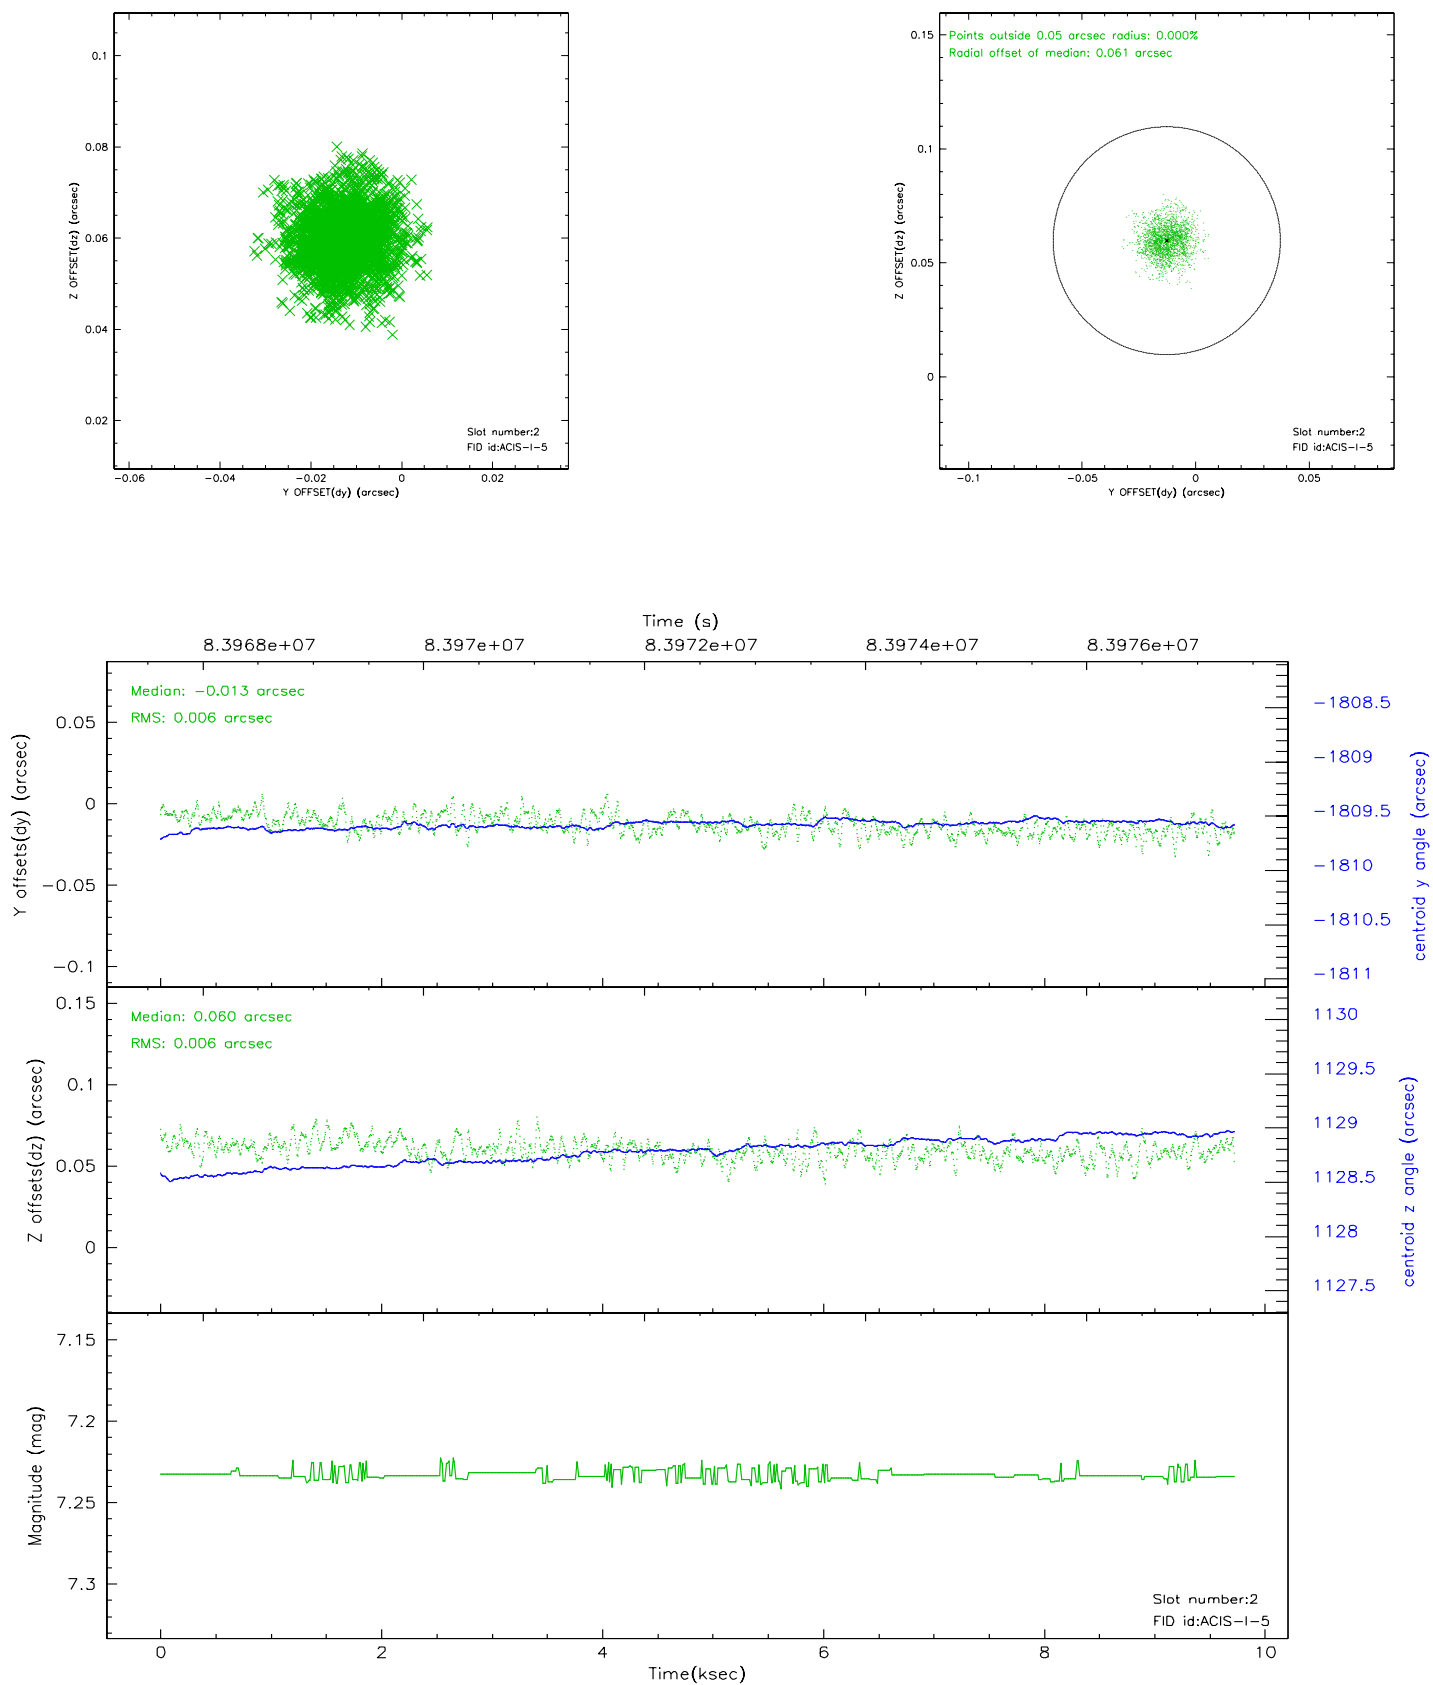 0.1
0.08
0.06
0.04
0.02
Z OFFSET(dz) (arcsec)
Slot number:2
FID id:ACIS-I-5
-0.06
-0.04
-0.02
0
0.02
Y OFFSET(dy) (arcsec)
Points outside 0.05 arcsec radius: 0.000%
Radial offset of median: 0.061 arcsec
0.15
0.1
0.05
0
Z OFFSET(dz) (arcsec)
Slot number:2
FID id:ACIS-I-5
-0.1
-0.05
0
0.05
Y OFFSET(dy) (arcsec)
Time (s)
8.3968e+07
8.397e+07
8.3972e+07
8.3974e+07
8.3976e+07
Median: -0.013 arcsec
RMS: 0.006 arcsec
0.05
0
-0.05
-0.1
Y offsets(dy) (arcsec)
-1808.5
-1809
-1809.5
-1810
-1810.5
-1811
centroid y angle (arcsec)
Median: 0.060 arcsec
RMS: 0.006 arcsec
0.15
0.1
0.05
0
Z offsets(dz) (arcsec)
1130
1129.5
1129
1128.5
1128
1127.5
centroid z angle (arcsec)
7.15
7.2
7.25
7.3
Magnitude (mag)
Slot number:2
FID id:ACIS-I-5
0
2
4
6
8
10
Time(ksec)